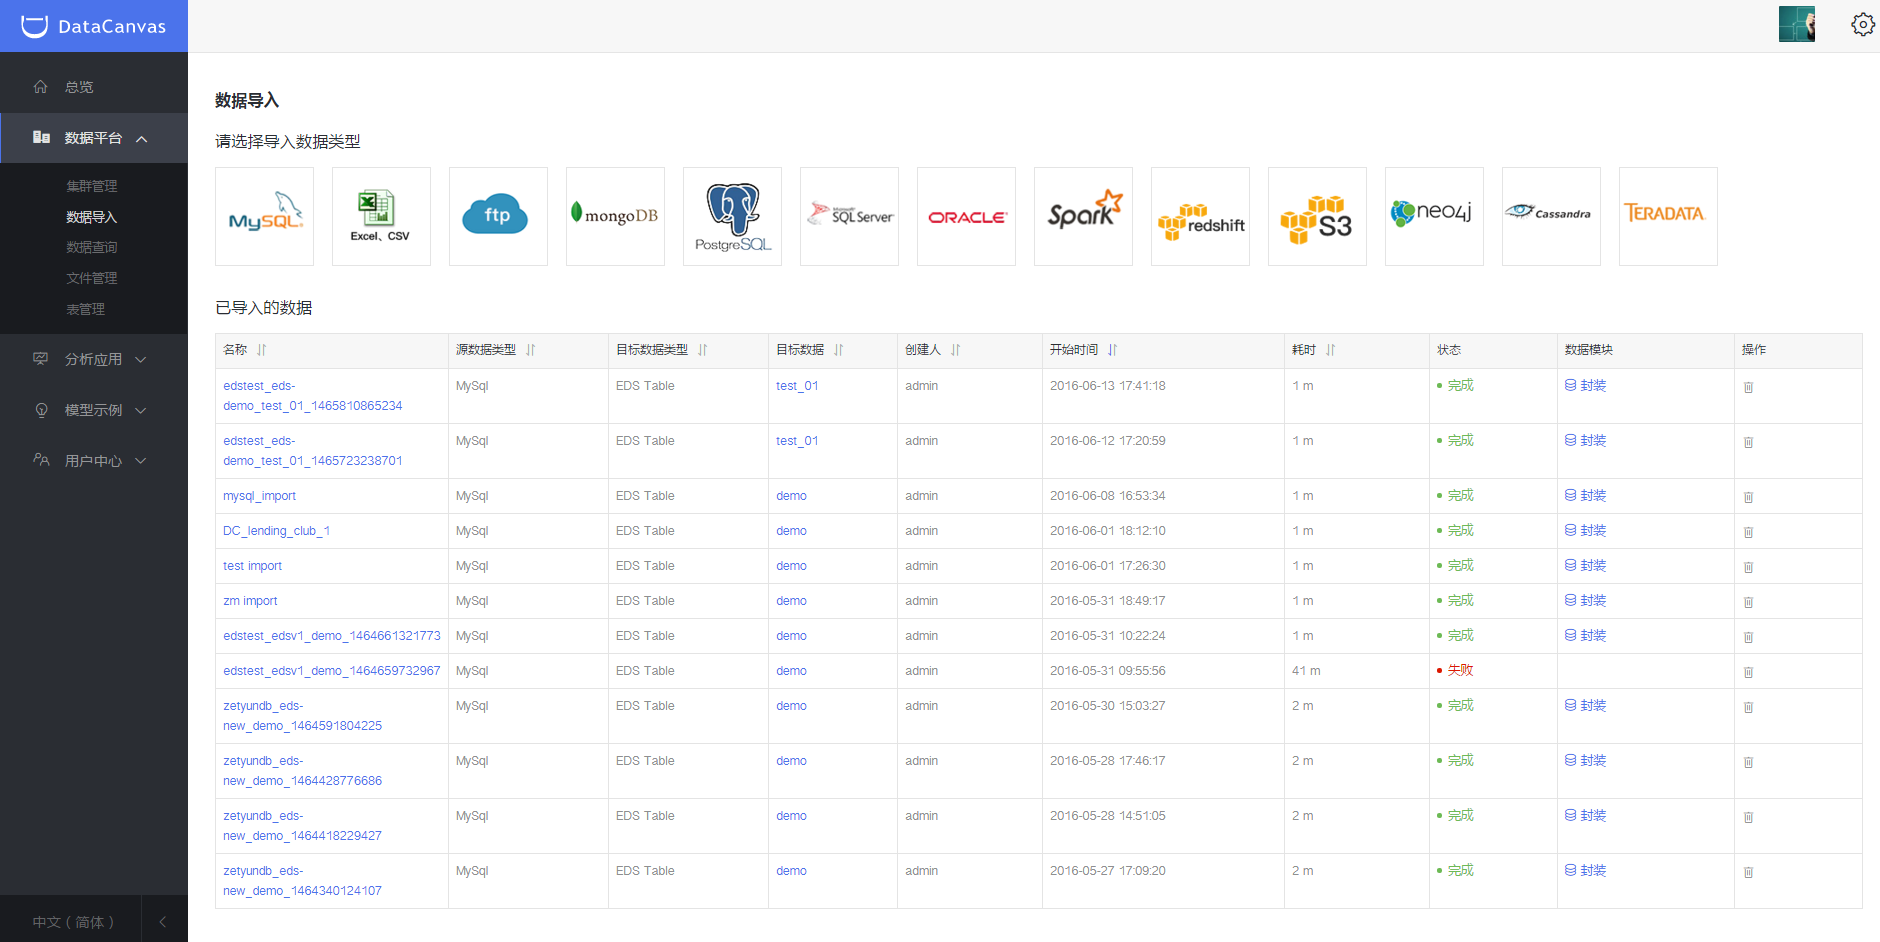 DataCanvas
总览
数据平台
集群管理
数据导入
数据查询
文件管理
表管理
分析应用
模型示例
用户中心
中文（简体）
数据导入
请选择导入数据类型
MySQL
Excel、CSV
ftp
mongoDB
PostgreSQL
Microsoft SQL Server
ORACLE
Spark
redshift
S3
neo4j
Cassandra
TERADATA
已导入的数据
名称 源数据类型 目标数据类型 目标数据 创建人 开始时间 耗时 状态 数据模块 操作
edstest_eds- MySql EDS Table test_01 admin 2016-06-13 17:41:18 1 m 完成 封装
demo_test_01_1465810865234
edstest_eds- MySql EDS Table test_01 admin 2016-06-12 17:20:59 1 m 完成 封装
demo_test_01_1465723238701
mysql_import MySql EDS Table demo admin 2016-06-08 16:53:34 1 m 完成 封装
DC_lending_club_1 MySql EDS Table demo admin 2016-06-01 18:12:10 1 m 完成 封装
test import MySql EDS Table demo admin 2016-06-01 17:26:30 1 m 完成 封装
zm import MySql EDS Table demo admin 2016-05-31 18:49:17 1 m 完成 封装
edstest_edsv1_demo_1464661321773 MySql EDS Table demo admin 2016-05-31 10:22:24 1 m 完成 封装
edstest_edsv1_demo_1464659732967 MySql EDS Table demo admin 2016-05-31 09:55:56 41 m 失败
zetyundb_eds- MySql EDS Table demo admin 2016-05-30 15:03:27 2 m 完成 封装
new_demo_1464591804225
zetyundb_eds- MySql EDS Table demo admin 2016-05-28 17:46:17 2 m 完成 封装
new_demo_1464428776686
zetyundb_eds- MySql EDS Table demo admin 2016-05-28 14:51:05 2 m 完成 封装
new_demo_1464418229427
zetyundb_eds- MySql EDS Table demo admin 2016-05-27 17:09:20 2 m 完成 封装
new_demo_1464340124107